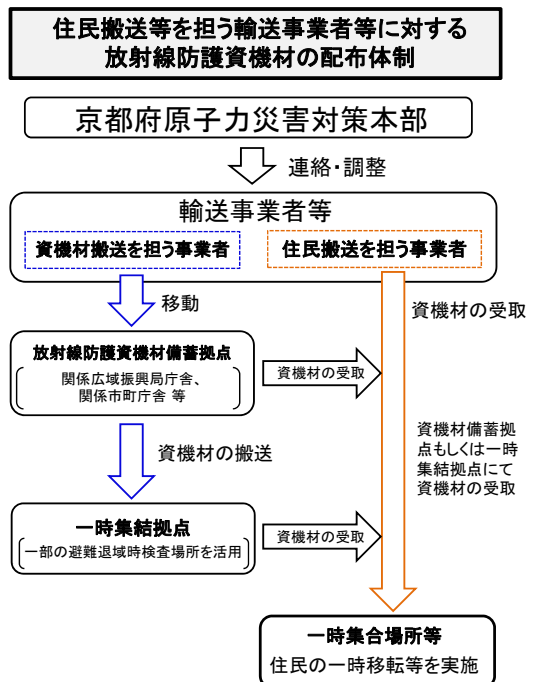 住民搬送等を担う輸送事業者等に対する
放射線防護資機材の配布体制
京都府原子力災害対策本部
連絡・調整
輸送事業者等
資機材搬送を担う事業者
住民搬送を担う事業者
移動
資機材の受取
放射線防護資機材備蓄拠点
関係広域振興局庁舎、
関係市町庁舎 等
資機材の受取
資機材の搬送
資機材備蓄拠
点もしくは一時
集結拠点にて
資機材の受取
一時集結拠点
一部の避難退域時検査場所を活用
資機材の受取
一時集合場所等
住民の一時移転等を実施